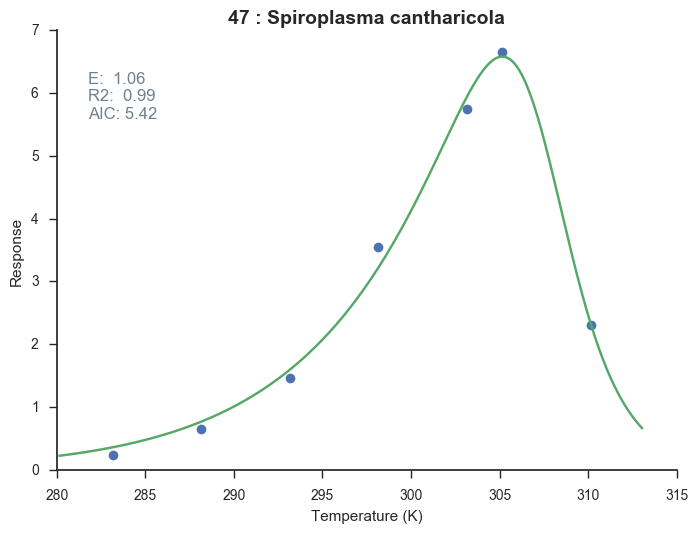 47 : Spiroplasma cantharicola
E: 1.06
R2: 0.99
AIC: 5.42
Response
7
6
5
4
3
2
1
0
280 285 290 295 300 305 310 315
Temperature (K)